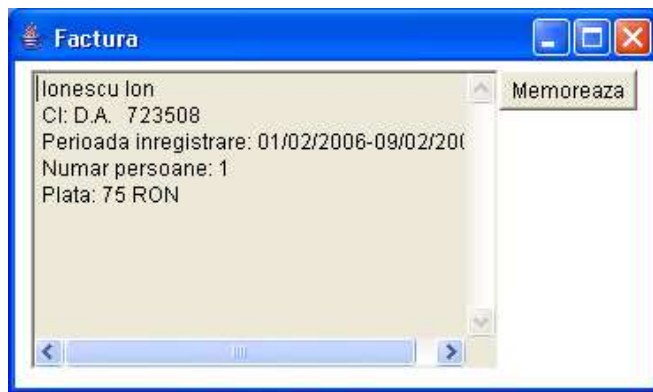 Factura
Ionescu Ion
CI: D.A. 723508
Perioada inregistrare: 01/02/2006-09/02/20
Numar persoane: 1
Plata: 75 RON
Memoreaza